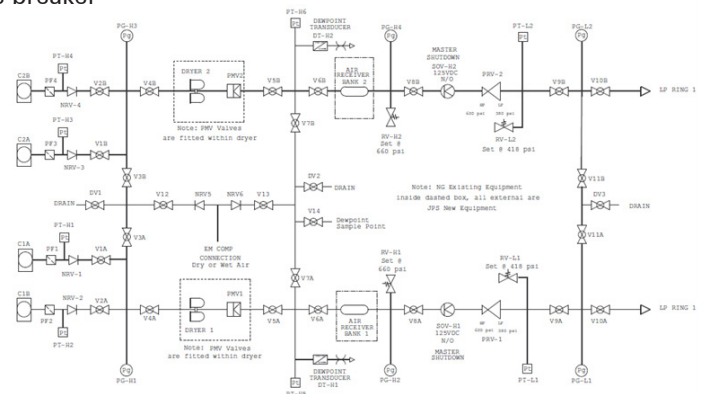 s breaker
PT-H6
DEWPOINT
TRANSDUCER
DT-H2
PG-H3
PG-H4
PT-L2
PG-L2
PT-H4
C2B
PF4
NRV-4
V2B
V4B
DRYER 2
PMV2
V5B
V6B
AIR
RECEIVER
BANK 2
V8B
MASTER
SHUTDOWN
SOV-H2
125VDC
N/O
PRV-2
V9B
V10B
LP RING 1
PT-H3
C2A
PF3
NRV-3
V1B
Note: PMV Valves
are fitted within dryer
V7B
RV-H2
Set @
660 psi
RV-L2
Set @ 418 psi
V3B
DV1
DRAIN
V12
NRV5
NRV6
V13
DV2
DRAIN
V14
Dewpoint
Sample Point
Note: NG Existing Equipment
inside dashed box, all external are
JPS New Equipment
V11B
DV3
DRAIN
V3A
EM COMP
CONNECTION
Dry or Wet Air
V11A
PT-H1
C1A
PF1
NRV-1
V1A
V7A
RV-H1
Set @
660 psi
RV-L1
Set @ 418 psi
C1B
PF2
NRV-2
V2A
V4A
PMV1
DRYER 1
V5A
V6A
AIR
RECEIVER
BANK 1
V8A
SOV-H1
125VDC
N/O
MASTER
SHUTDOWN
PRV-1
V9A
V10A
LP RING 1
PT-H2
Note: PMV Valves
are fitted within dryer
PG-H1
DEWPOINT
TRANSDUCER
DT-H1
PG-H2
PT-L1
PG-L1